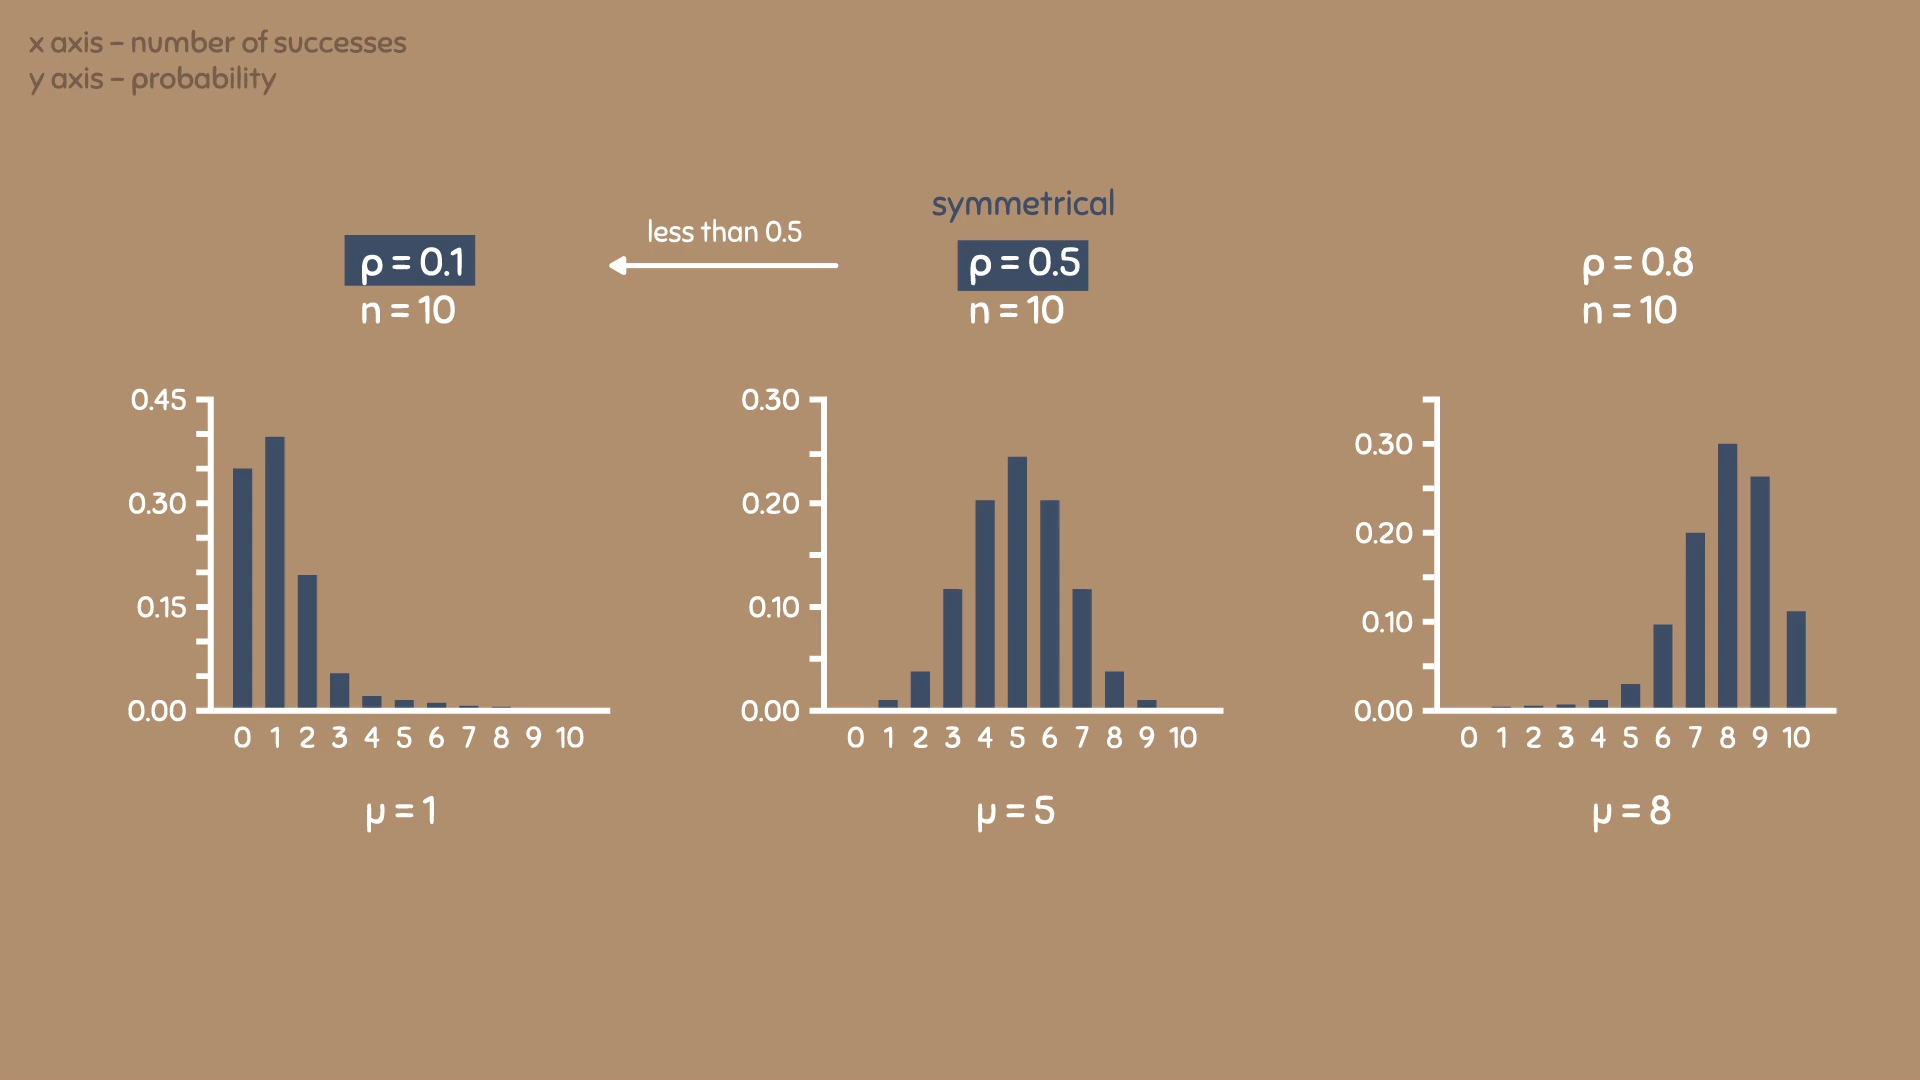 x axis – number of successes
y axis – probability
symmetrical
less than 0.5
p = 0.1
n = 10
p = 0.5
n = 10
p = 0.8
n = 10
0.45
0.30
0.15
0.00
0 1 2 3 4 5 6 7 8 9 10
μ = 1
0.30
0.20
0.10
0.00
0 1 2 3 4 5 6 7 8 9 10
μ = 5
0.30
0.20
0.10
0.00
0 1 2 3 4 5 6 7 8 9 10
μ = 8